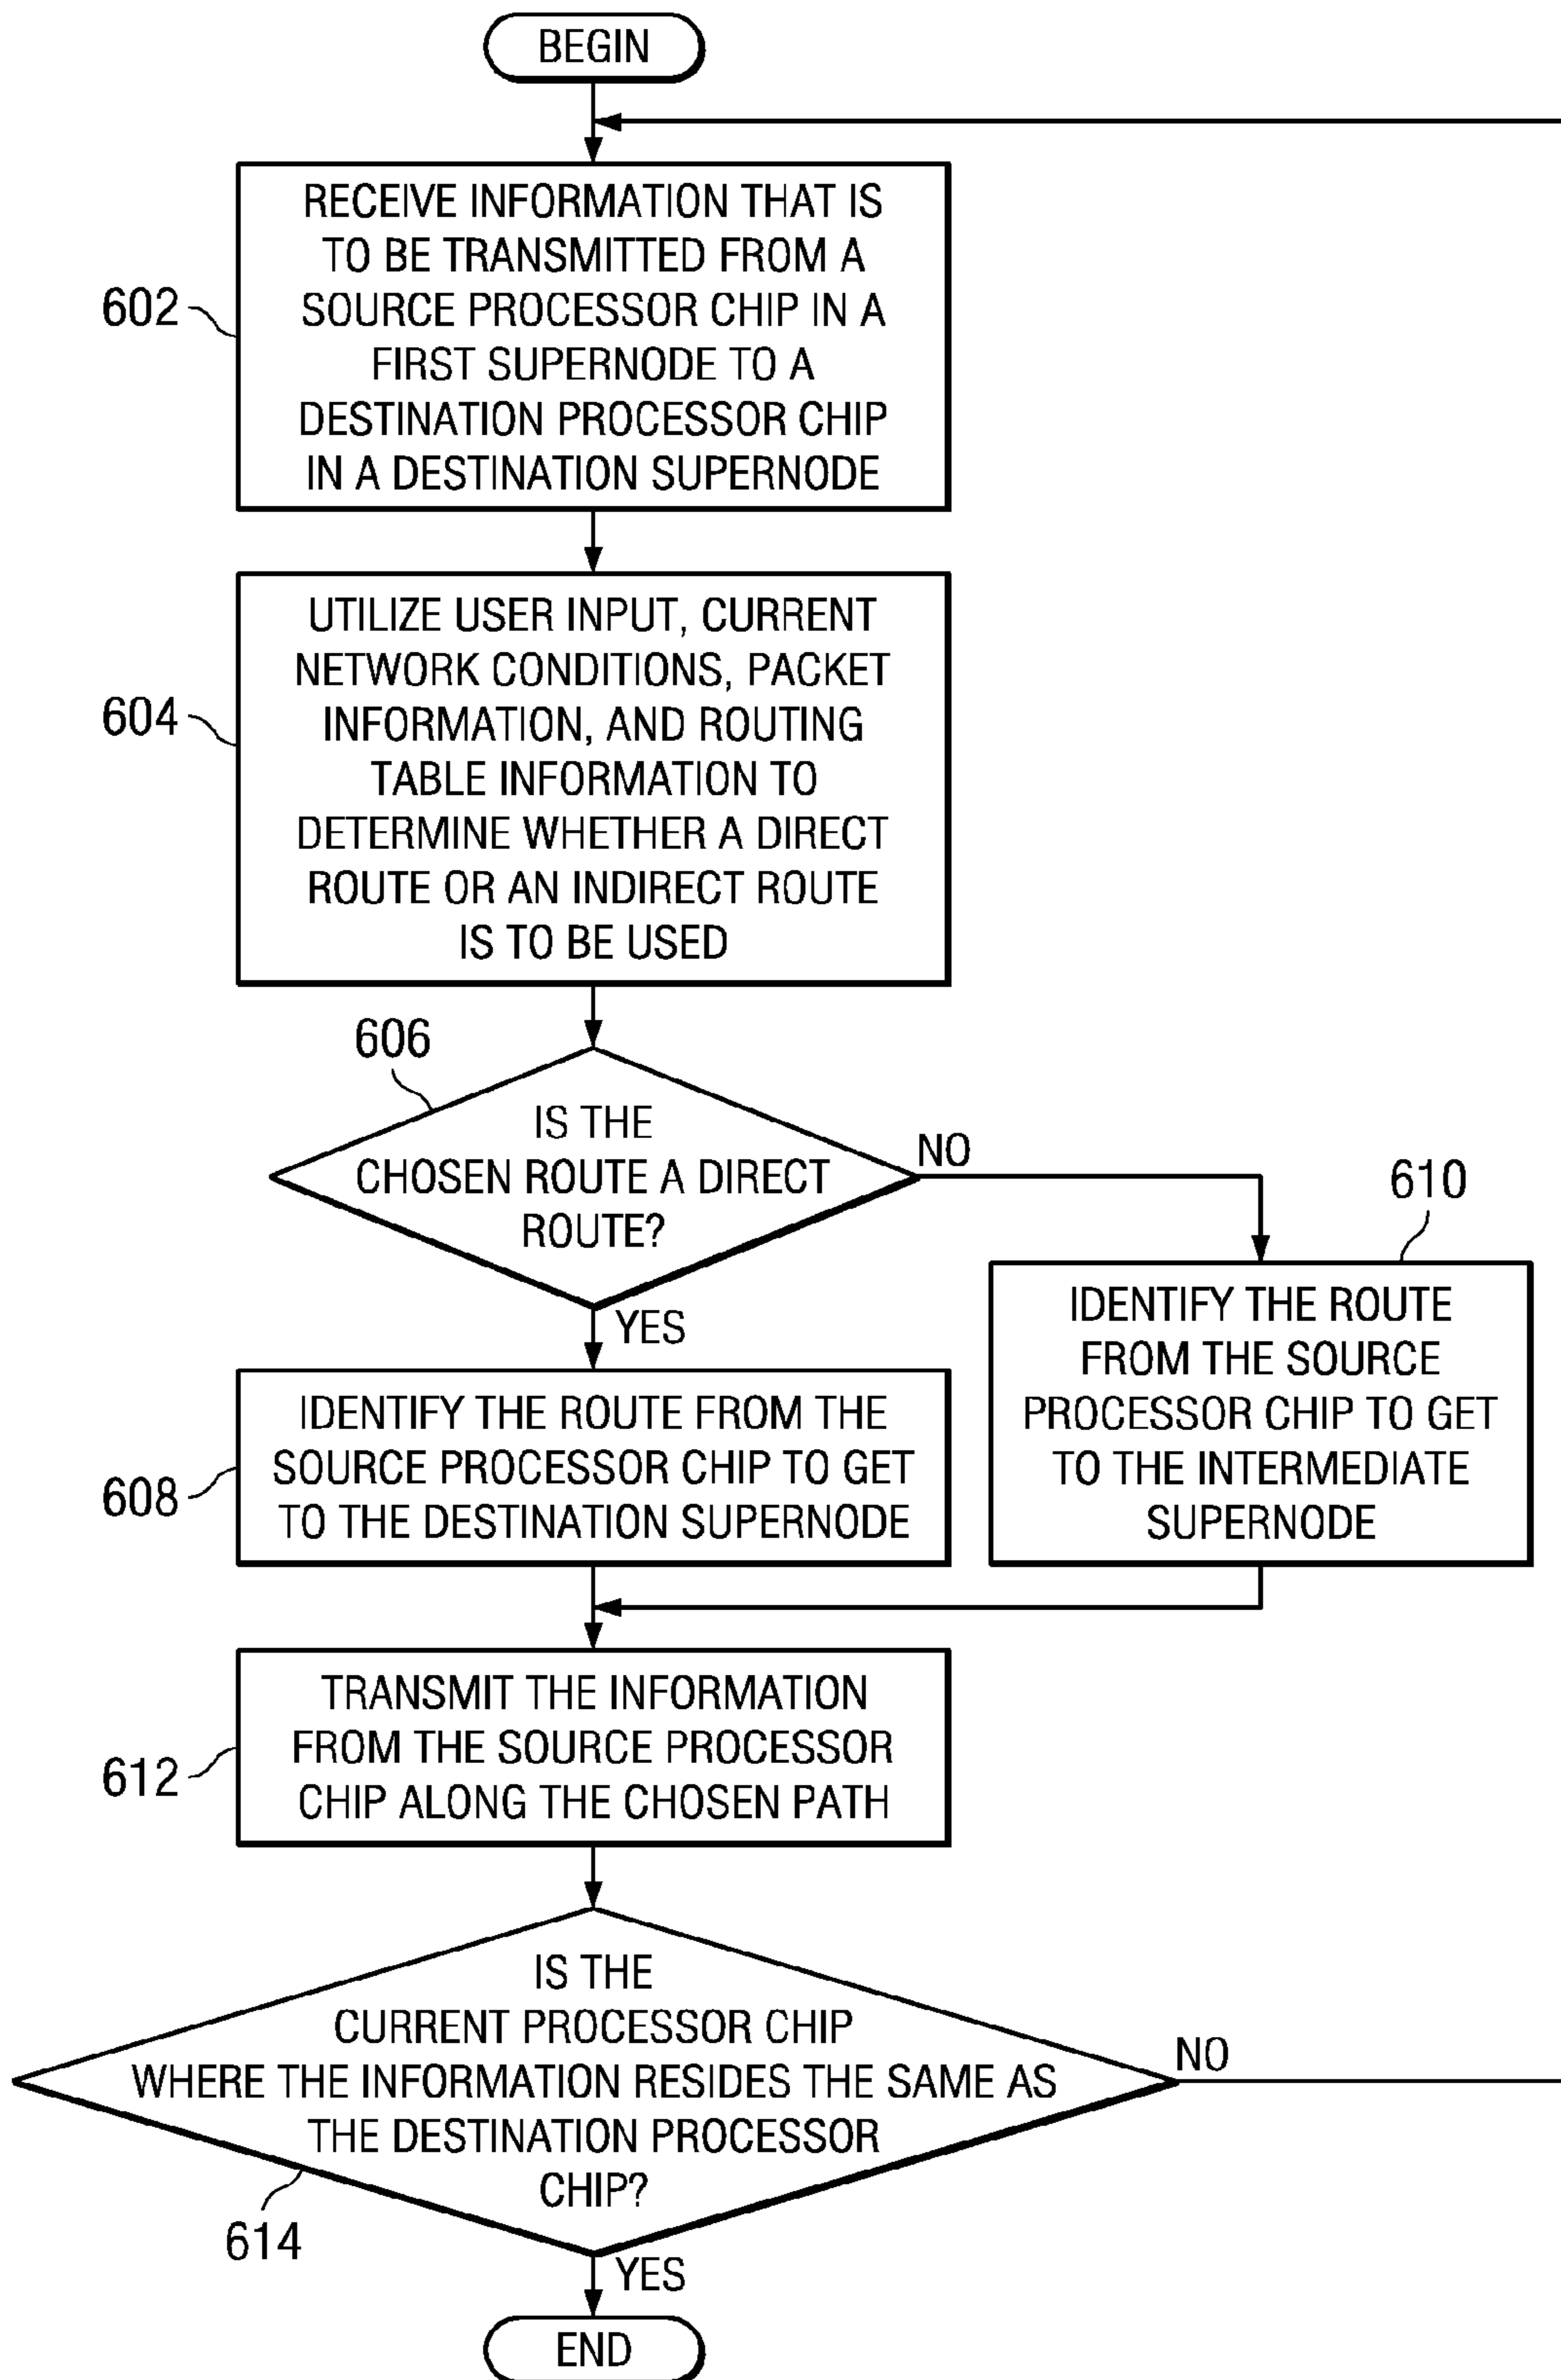 BEGIN
602
RECEIVE INFORMATION THAT IS
TO BE TRANSMITTED FROM A
SOURCE PROCESSOR CHIP IN A
FIRST SUPERNODE TO A
DESTINATION PROCESSOR CHIP
IN A DESTINATION SUPERNODE
604
UTILIZE USER INPUT, CURRENT
NETWORK CONDITIONS, PACKET
INFORMATION, AND ROUTING
TABLE INFORMATION TO
DETERMINE WHETHER A DIRECT
ROUTE OR AN INDIRECT ROUTE
IS TO BE USED
606
IS THE
CHOSEN ROUTE A DIRECT
ROUTE?
NO
YES
610
IDENTIFY THE ROUTE
FROM THE SOURCE
PROCESSOR CHIP TO GET
TO THE INTERMEDIATE
SUPERNODE
608
IDENTIFY THE ROUTE FROM THE
SOURCE PROCESSOR CHIP TO GET
TO THE DESTINATION SUPERNODE
612
TRANSMIT THE INFORMATION
FROM THE SOURCE PROCESSOR
CHIP ALONG THE CHOSEN PATH
IS THE
CURRENT PROCESSOR CHIP
WHERE THE INFORMATION RESIDES THE SAME AS
THE DESTINATION PROCESSOR
CHIP?
NO
614
YES
END